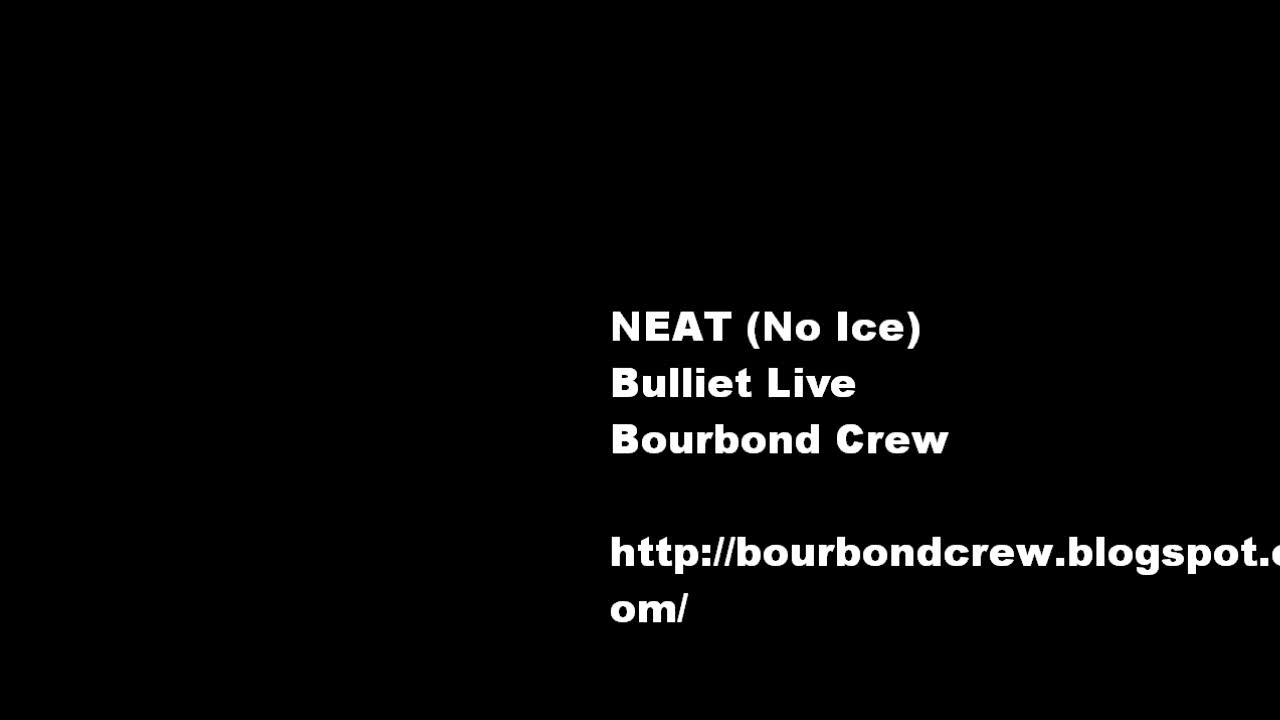 NEAT (No Ice)
Bulliet Live
Bourbond Crew
http://bourbondcrew.blogspot.c
om/